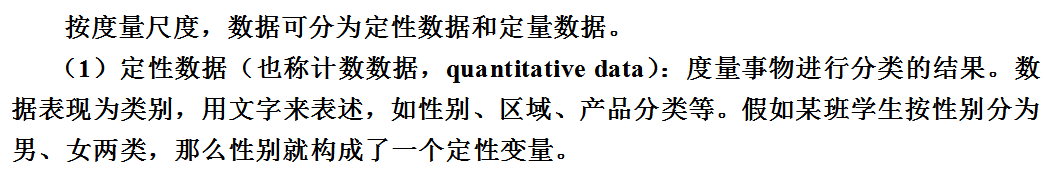 按度量尺度，数据可分为定性数据和定量数据。
（1）定性数据（也称计数数据，quantitative data）：度量事物进行分类的结果。数
据表现为类别，用文字来表述，如性别、区域、产品分类等。假如某班学生按性别分为
男、女两类，那么性别就构成了一个定性变量。